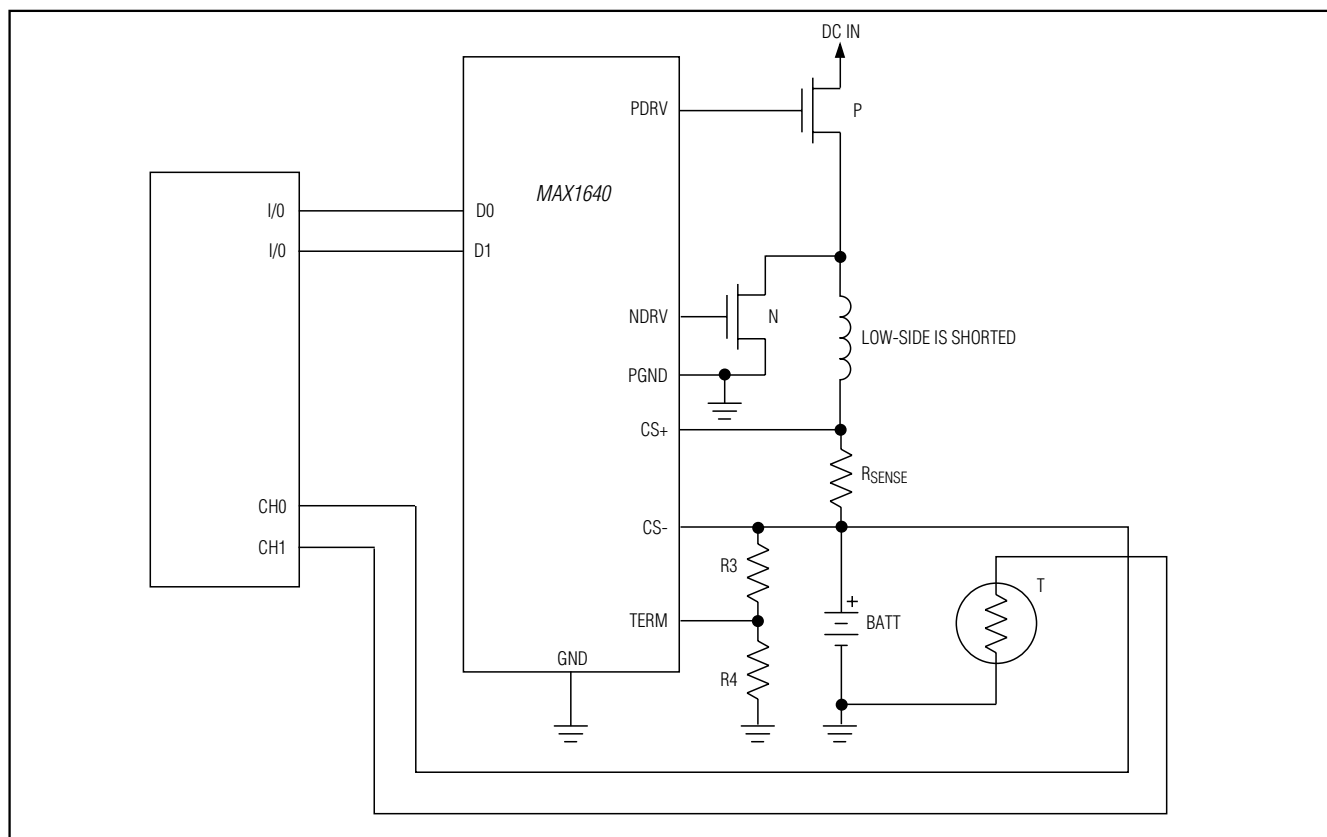 DC IN
PDRV
P
MAX1640
I/0
D0
I/0
D1
NDRV
N
LOW-SIDE IS SHORTED
PGND
CS+
RSENSE
CH0
CS-
CH1
R3
T
+
TERM
BATT
GND
R4